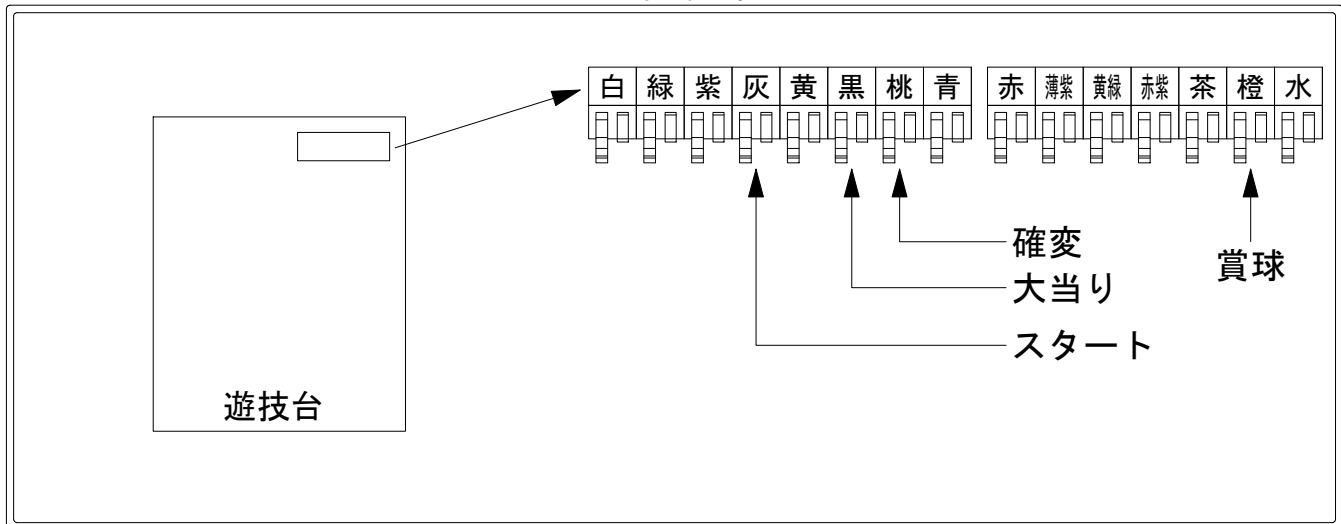 白 緑 紫 灰 黄 黒 桃 青 赤 薄紫 黄緑 赤紫 茶 橙 水
確変
賞球
大当り
スタート
遊技台